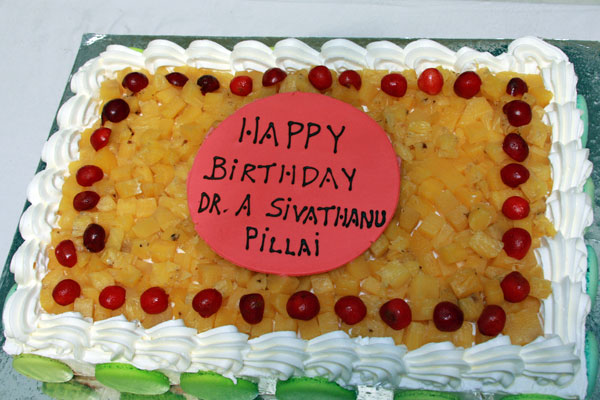 HAPPY
BIRTHDAY
DR. A SIVATHANU
PILLAI